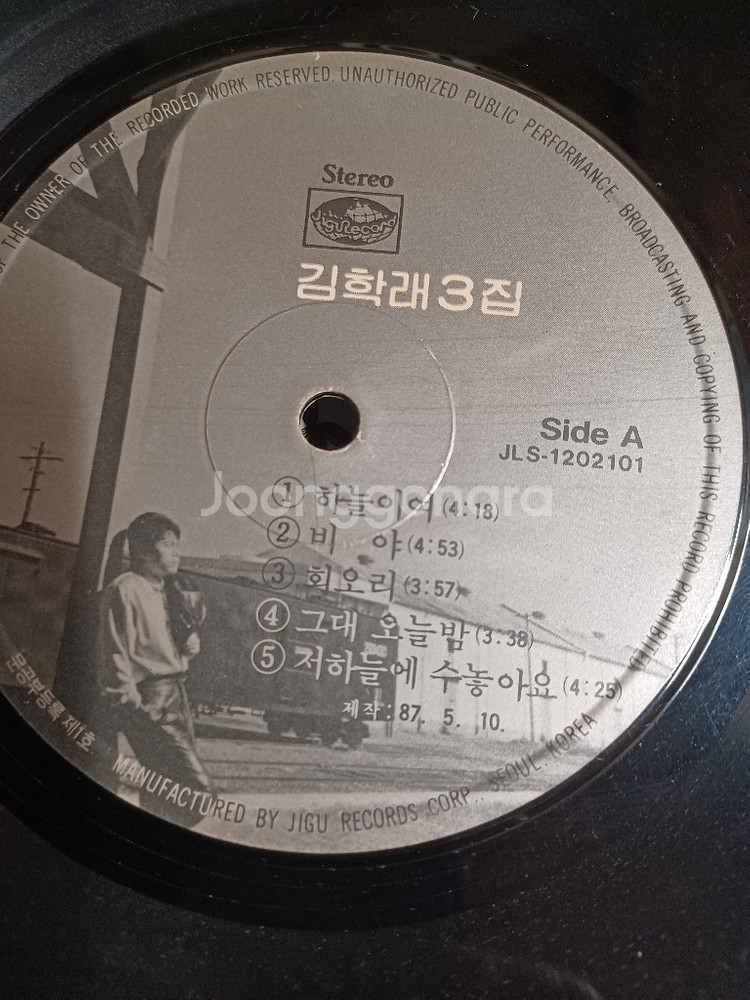 OF THE OWNER OF THE RECORDED WORK RESERVED. UNAUTHORIZED PUBLIC PERFORMANCE. BROADCASTING AND COPYING OF THIS RECORD PROHIBITED
Stereo
JiguRecord
김학래3집
Side A
JLS-1202101
Joonggonara
① 하늘이여 (4:18)
② 비 야 (4:53)
③ 회오리 (3:57)
④ 그대 오늘밤 (3:38)
⑤ 저하늘에 수놓아요 (4:25)
제작: 87. 5. 10.
문공부등록 제1호
MANUFACTURED BY JIGU RECORDS CORP. SEOUL KOREA